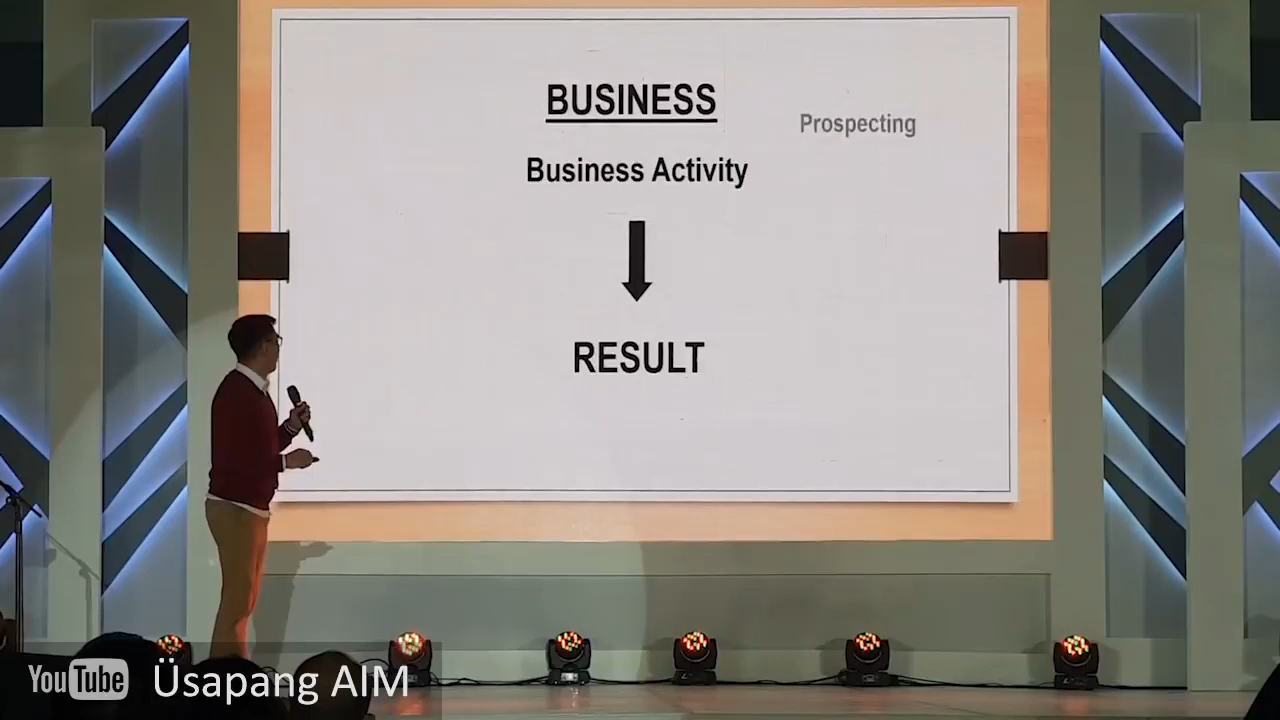 BUSINESS
Prospecting
Business Activity
RESULT
YouTube Üsapang AIM